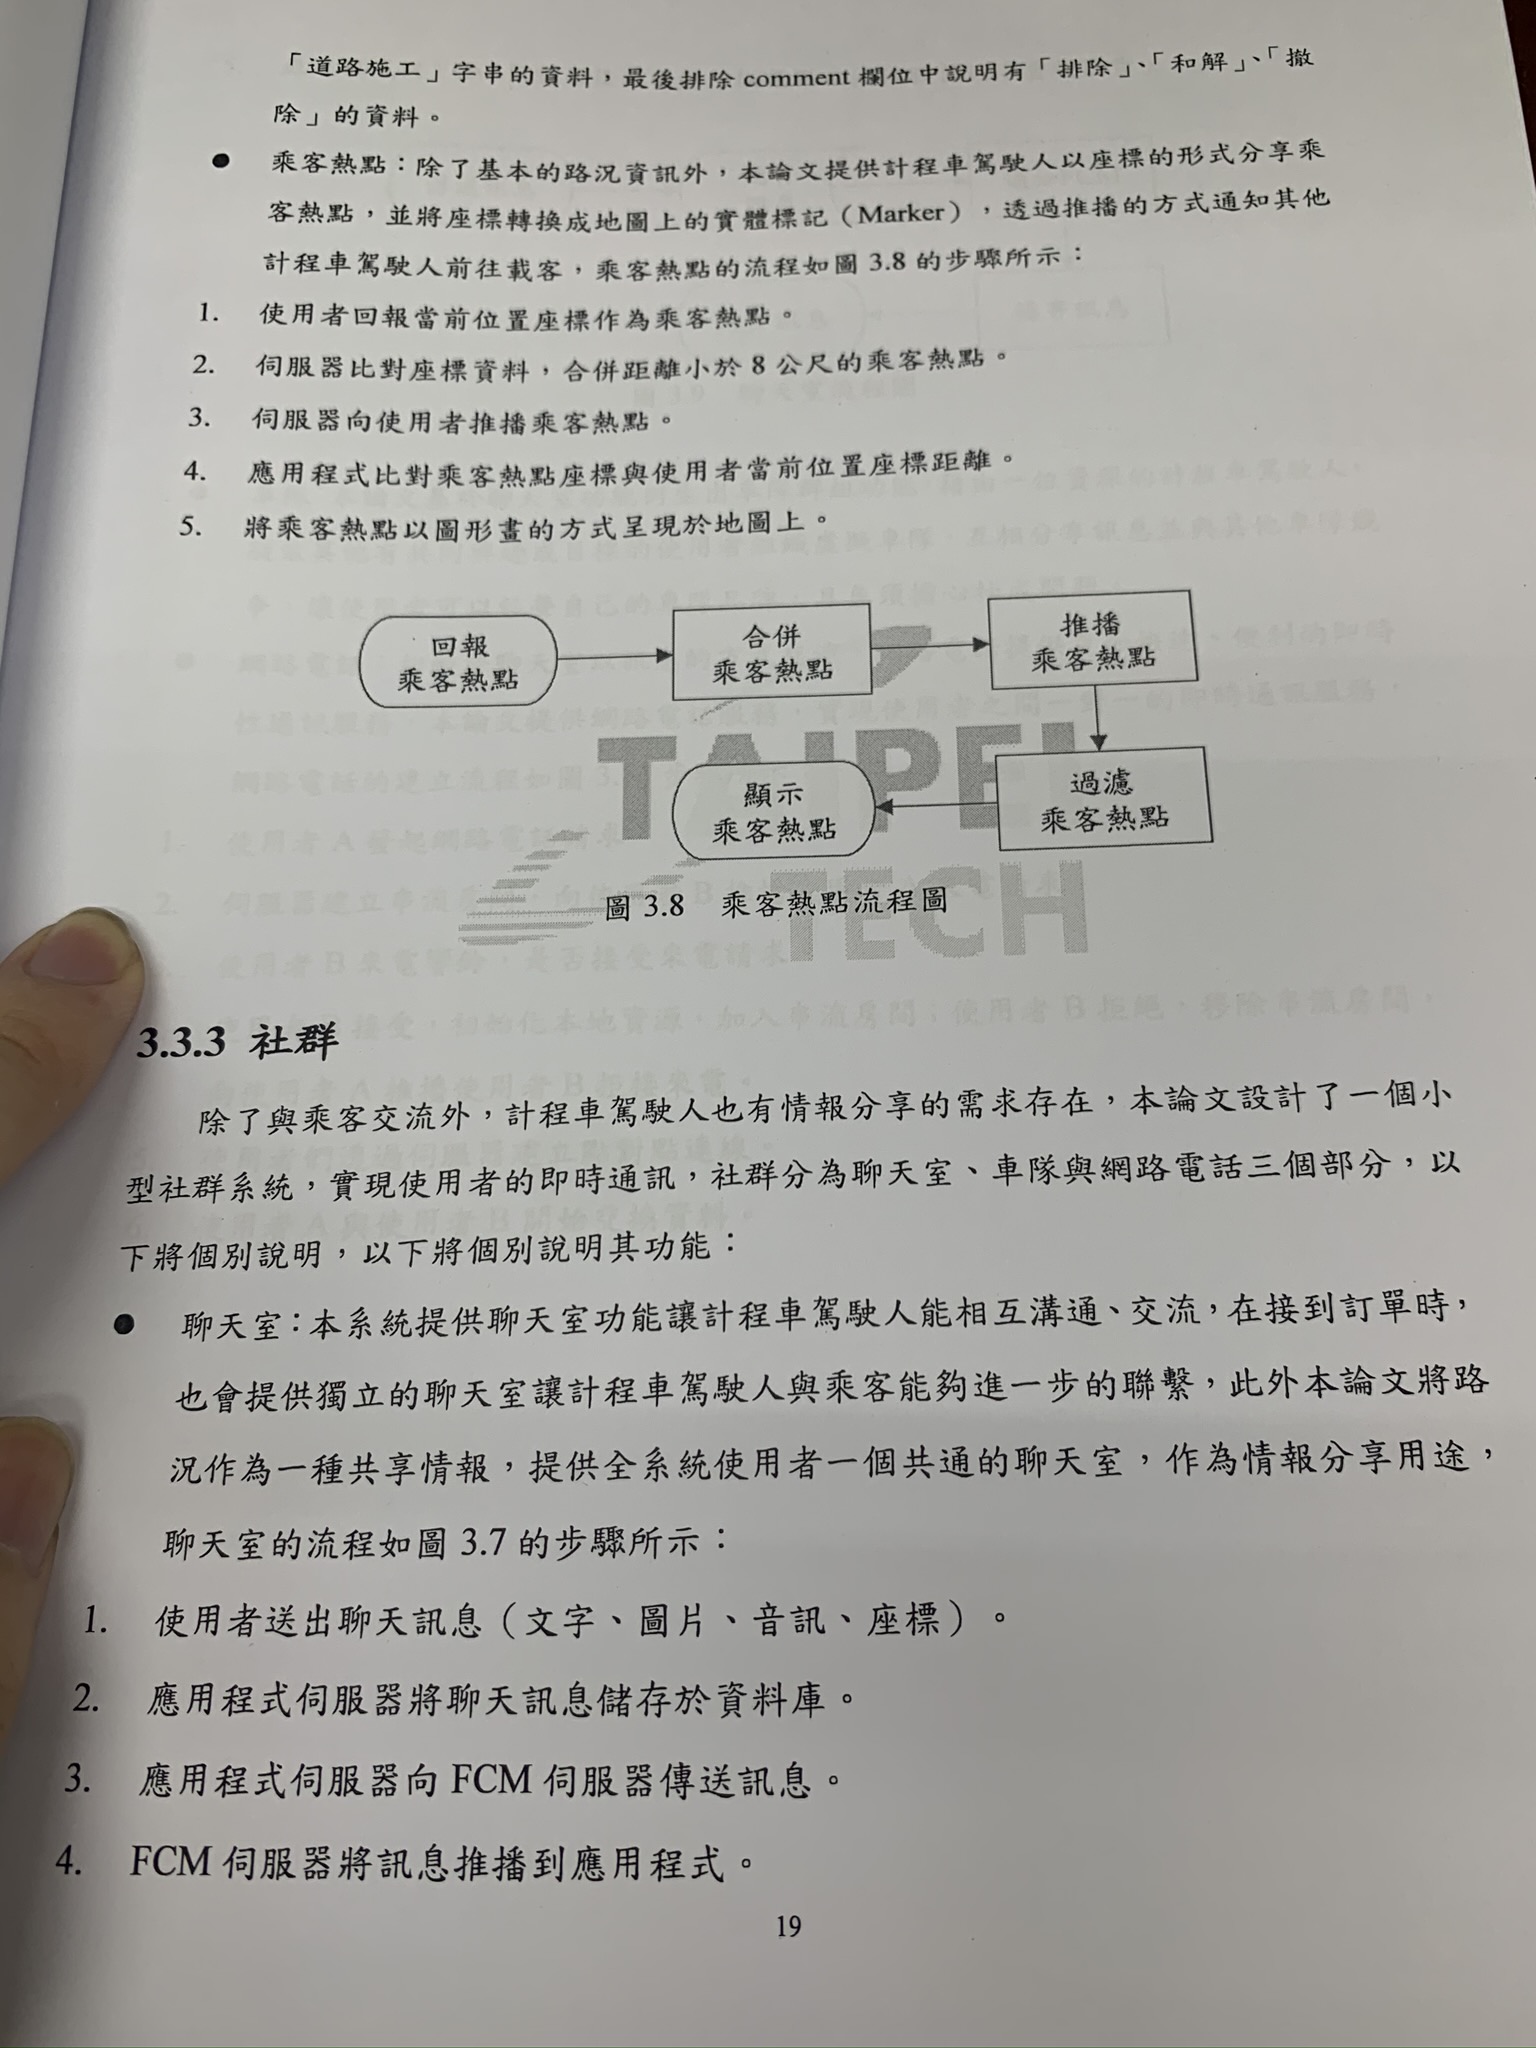 「道路施工」字串的資料，最後排除 comment 欄位中說明有「排除」、「和解」、「撤
除」的資料。
● 乘客熱點：除了基本的路況資訊外，本論文提供計程車駕駛人以座標的形式分享乘
客熱點，並將座標轉換成地圖上的實體標記（Marker），透過推播的方式通知其他
計程車駕駛人前往載客，乘客熱點的流程如圖 3.8 的步驟所示：
1. 使用者回報當前位置座標作為乘客熱點。
2. 伺服器比對座標資料，合併距離小於 8 公尺的乘客熱點。
3. 伺服器向使用者推播乘客熱點。
4. 應用程式比對乘客熱點座標與使用者當前位置座標距離。
5. 將乘客熱點以圖形畫的方式呈現於地圖上。
回報
乘客熱點
合併
乘客熱點
推播
乘客熱點
過濾
乘客熱點
顯示
乘客熱點
TAIPEI
TECH
圖 3.8 乘客熱點流程圖
3.3.3 社群
除了與乘客交流外，計程車駕駛人也有情報分享的需求存在，本論文設計了一個小
型社群系統，實現使用者的即時通訊，社群分為聊天室、車隊與網路電話三個部分，以
下將個別說明，以下將個別說明其功能：
● 聊天室：本系統提供聊天室功能讓計程車駕駛人能相互溝通、交流，在接到訂單時，
也會提供獨立的聊天室讓計程車駕駛人與乘客能夠進一步的聯繫，此外本論文將路
況作為一種共享情報，提供全系統使用者一個共通的聊天室，作為情報分享用途，
聊天室的流程如圖 3.7 的步驟所示：
1. 使用者送出聊天訊息（文字、圖片、音訊、座標）。
2. 應用程式伺服器將聊天訊息儲存於資料庫。
3. 應用程式伺服器向 FCM 伺服器傳送訊息。
4. FCM 伺服器將訊息推播到應用程式。
19